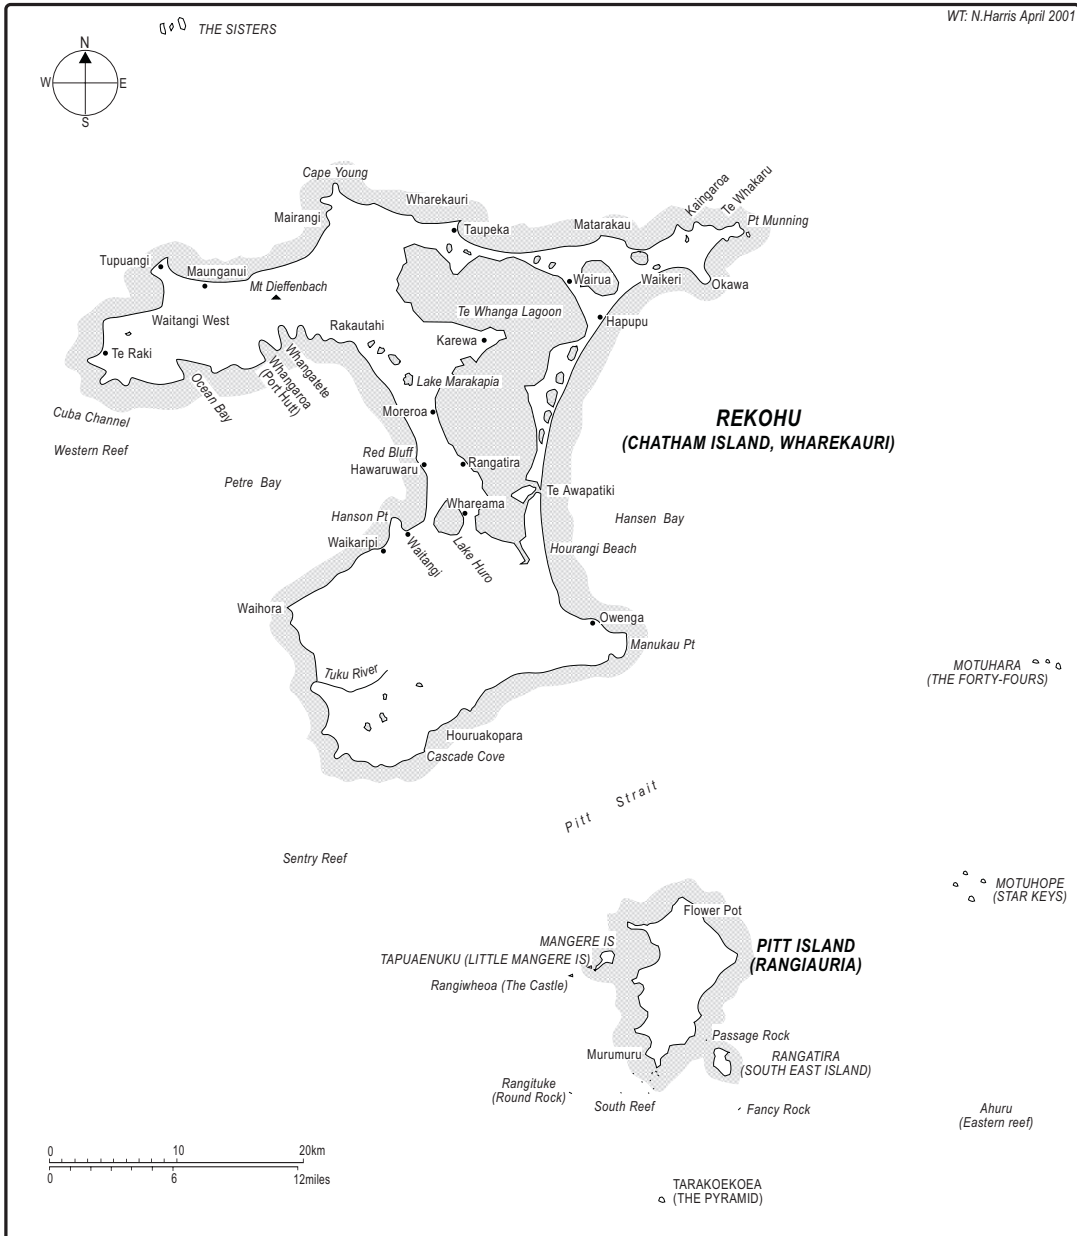 WT: N.Harris April 2001
THE SISTERS
N
W
E
S
Cape Young
Wharekauri
Mairangi
Taupeka
Matarakau
Kaingaroa
Te Whakaru
Pt Munning
Tupuangi
Maunganui
Mt Dieffenbach
Wairua
Waikeri
Okawa
Waitangi West
Te Whanga Lagoon
Hapupu
Rakautahi
Karewa
Te Raki
Whangatete
Whangaroa
(Port Hutt)
Ocean Bay
Lake Marakapia
Moreroa
Cuba Channel
REKOHU
(CHATHAM ISLAND, WHAREKAURI)
Western Reef
Red Bluff
Hawaruwaru
Rangatira
Petre Bay
Te Awapatiki
Whareama
Hanson Pt
Hansen Bay
Waikaripi
Waitangi
Lake Huro
Hourangi Beach
Waihora
Owenga
Manukau Pt
Tuku River
MOTUHARA
(THE FORTY-FOURS)
Houruakopara
Cascade Cove
Pitt Strait
Sentry Reef
MOTUHOPE
(STAR KEYS)
Flower Pot
MANGERE IS
TAPUAENUKU (LITTLE MANGERE IS)
Rangiwheoa (The Castle)
PITT ISLAND
(RANGIAURIA)
Passage Rock
Murumuru
RANGATIRA
(SOUTH EAST ISLAND)
Rangituke
(Round Rock)
South Reef
Fancy Rock
Ahuru
(Eastern reef)
0 10 20km
0 6 12miles
TARAKOEKOEA
(THE PYRAMID)